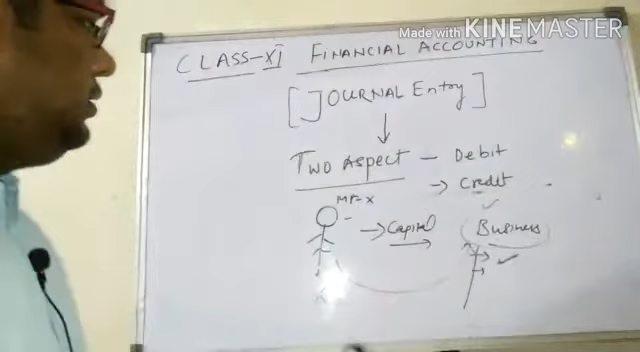 Made with KINEMASTER
CLASS-XI FINANCIAL ACCOUNTING
[JOURNAL Entry]
TWO ASPECT - Debit
→ Credit
Mr-X
→ Capital
Business